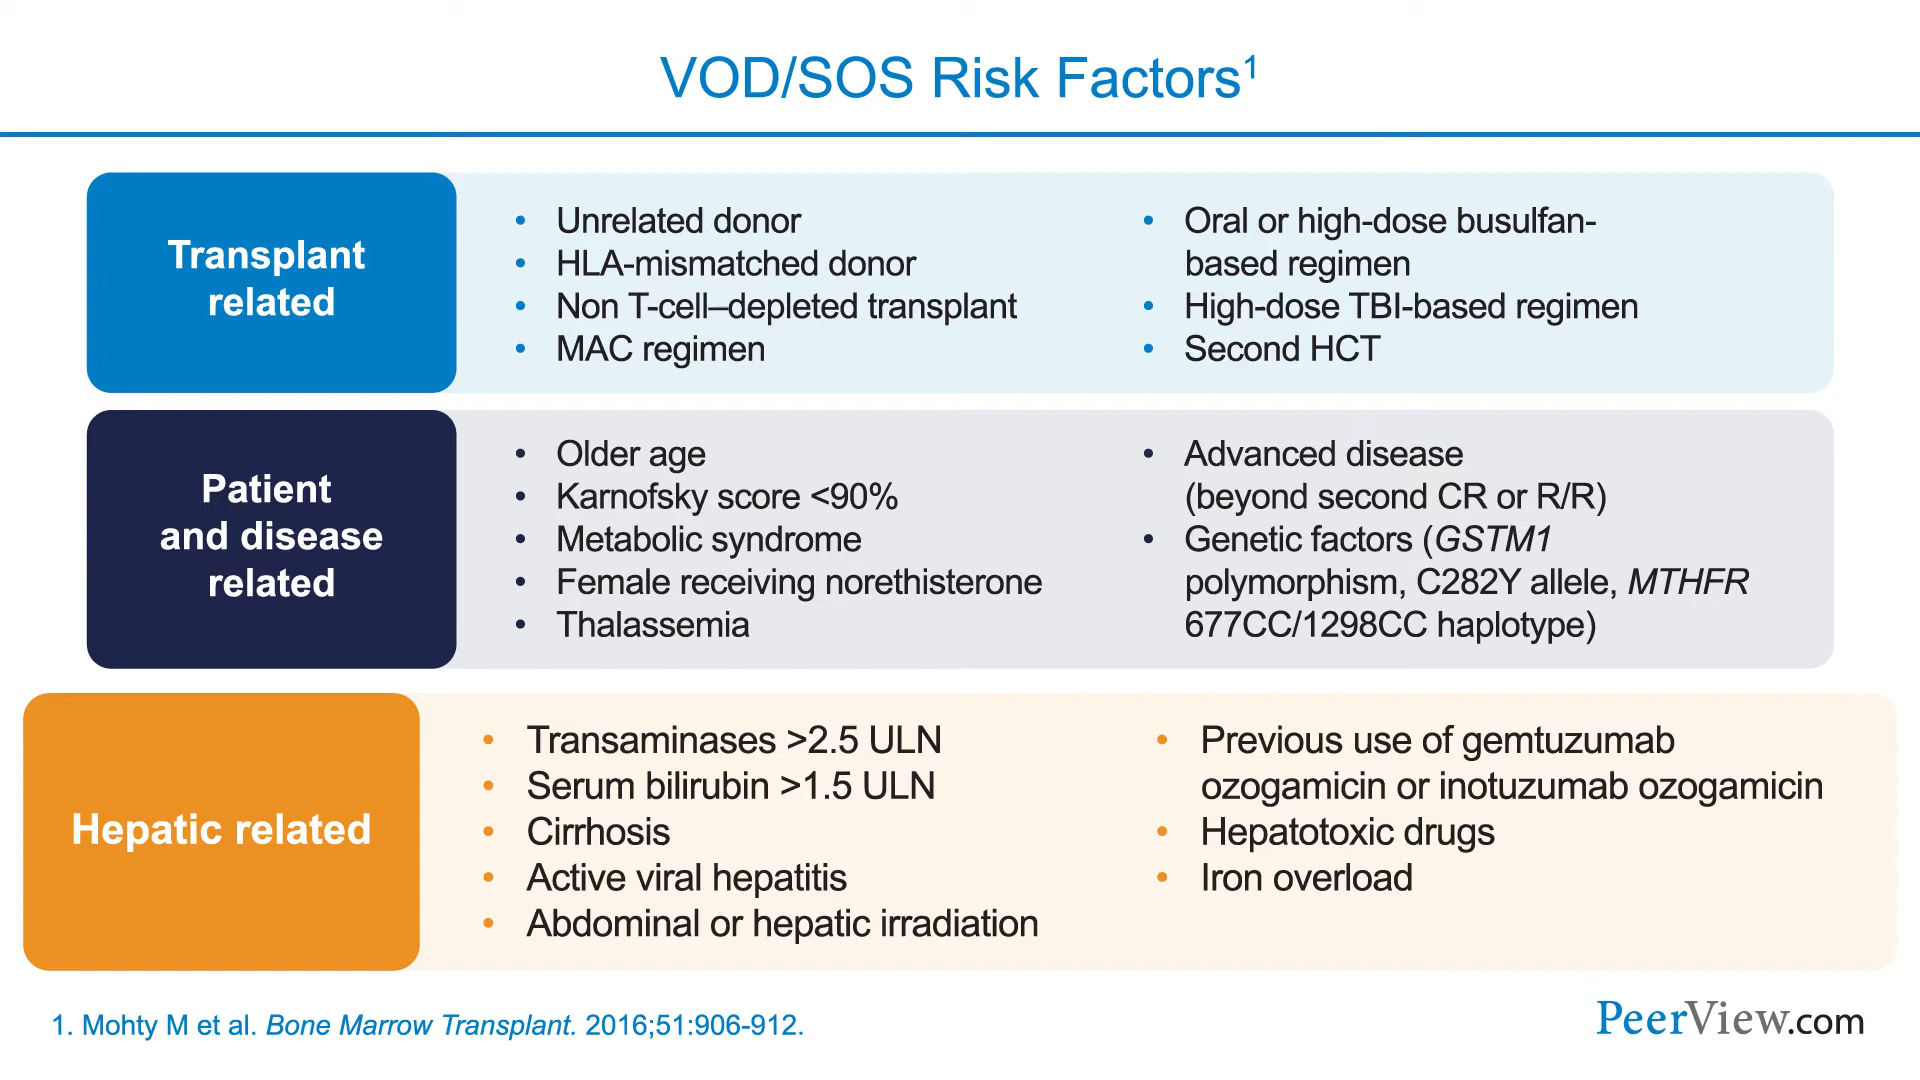 VOD/SOS Risk Factors¹
Transplant
related
• Unrelated donor
• HLA-mismatched donor
• Non T-cell–depleted transplant
• MAC regimen
• Oral or high-dose busulfan-
based regimen
• High-dose TBI-based regimen
• Second HCT
Patient
and disease
related
• Older age
• Karnofsky score <90%
• Metabolic syndrome
• Female receiving norethisterone
• Thalassemia
• Advanced disease
(beyond second CR or R/R)
• Genetic factors (GSTM1
polymorphism, C282Y allele, MTHFR
677CC/1298CC haplotype)
Hepatic related
• Transaminases >2.5 ULN
• Serum bilirubin >1.5 ULN
• Cirrhosis
• Active viral hepatitis
• Abdominal or hepatic irradiation
• Previous use of gemtuzumab
ozogamicin or inotuzumab ozogamicin
• Hepatotoxic drugs
• Iron overload
1. Mohty M et al. Bone Marrow Transplant. 2016;51:906-912.
PeerView.com